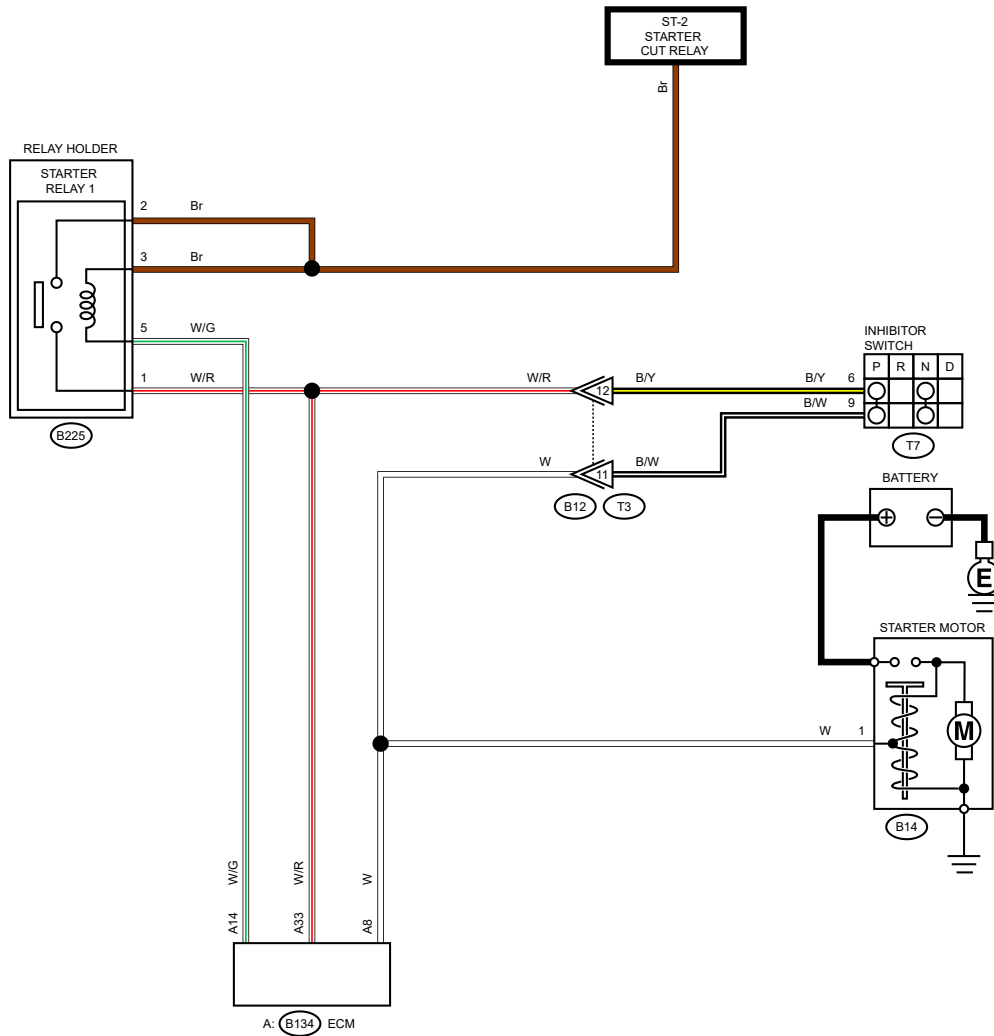 ST-2
STARTER
CUT RELAY
Br
RELAY HOLDER
STARTER
RELAY 1
2 Br
3 Br
5 W/G
1 W/R
W/R 12 B/Y B/Y 6
B/W 9
INHIBITOR
SWITCH
P R N D
B225
T7
W 11 B/W
B12 T3
BATTERY
+ −
E
STARTER MOTOR
W 1
M
B14
W/G
W/R
W
A14
A33
A8
A: B134 ECM